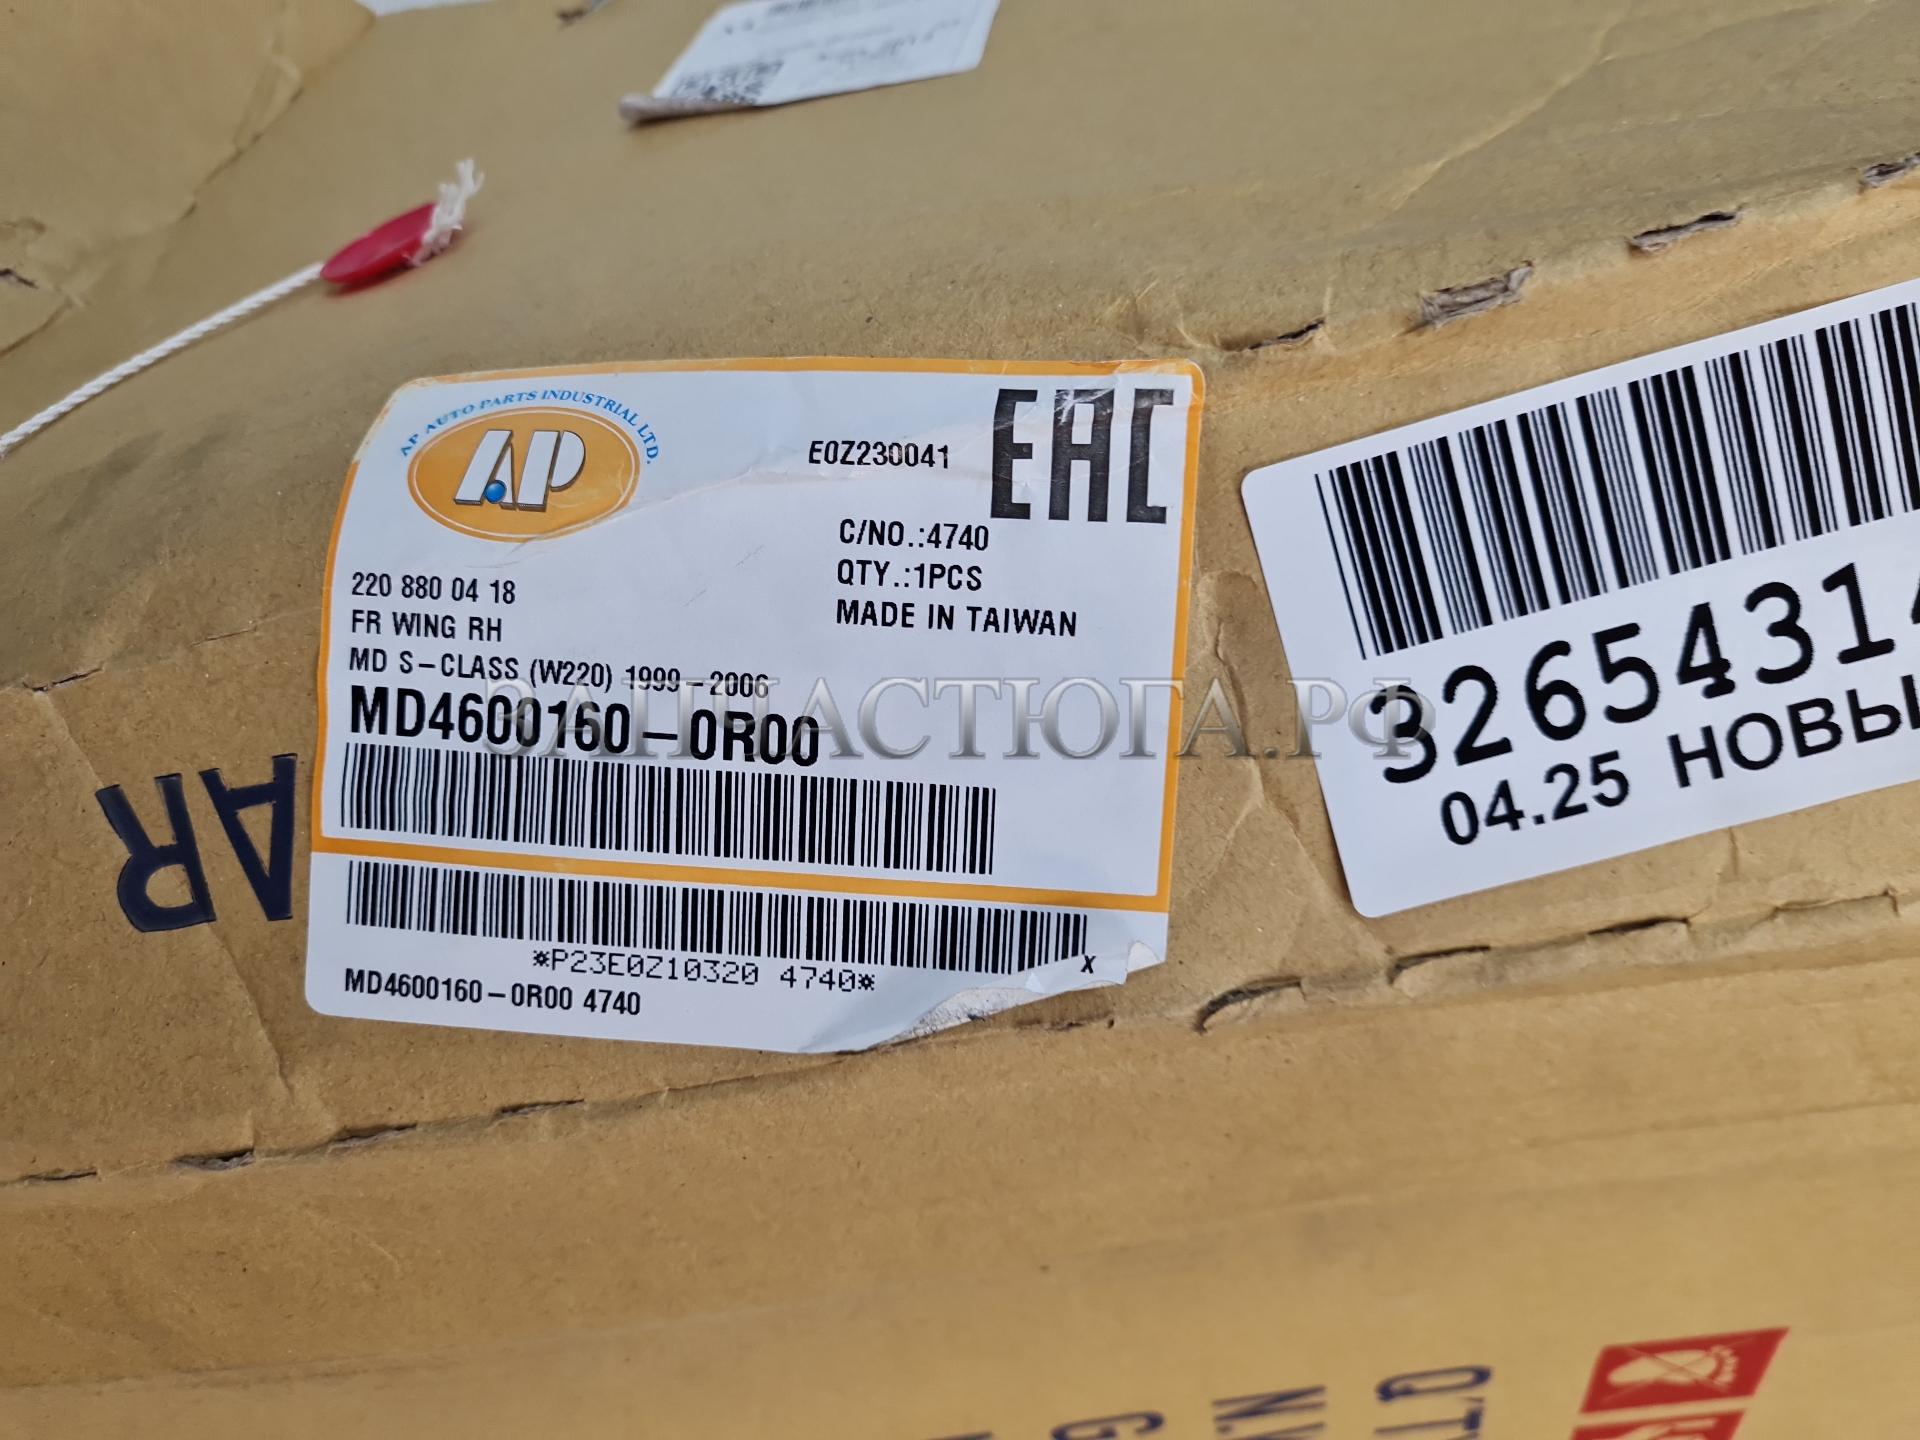 AP AUTO PARTS INDUSTRIAL LTD.
AP
E0Z230041
EAC
C/NO.:4740
QTY.:1PCS
MADE IN TAIWAN
220 880 04 18
FR WING RH
MD S-CLASS (W220) 1999-2006
MD4600160-0R00
*P23E0Z10320 4740*
x
MD4600160-0R00 4740
ЗАПЧАСТЮГА.РФ
3265431
04.25 НОВЫ
AR
QT
N.
G